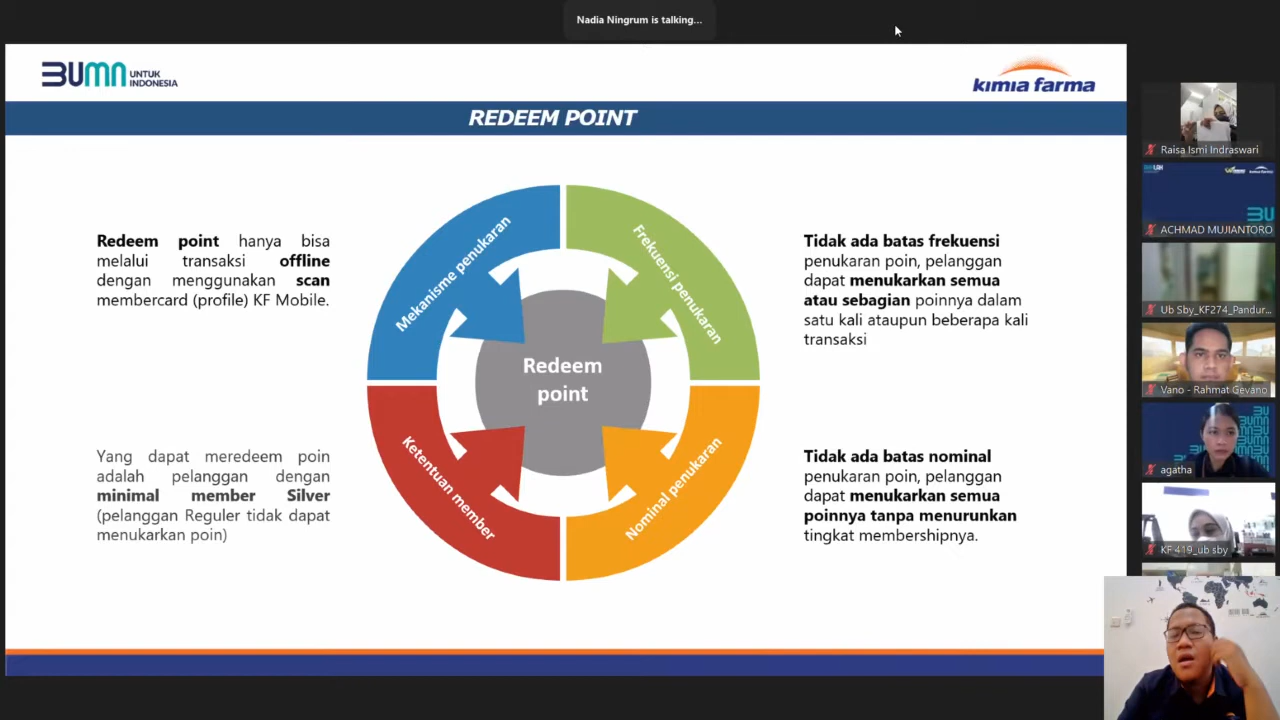 Nadia Ningrum is talking...
BUMN UNTUK
INDONESIA
kimia farma
REDEEM POINT
Redeem point hanya bisa
melalui transaksi offline
dengan menggunakan scan
membercard (profile) KF Mobile.
Mekanisme penukaran
Frekuensi penukaran
Tidak ada batas frekuensi
penukaran poin, pelanggan
dapat menukarkan semua
atau sebagian poinnya dalam
satu kali ataupun beberapa kali
transaksi
Redeem
point
Yang dapat meredeem poin
adalah pelanggan dengan
minimal member Silver
(pelanggan Reguler tidak dapat
menukarkan poin)
Ketentuan member
Nominal penukaran
Tidak ada batas nominal
penukaran poin, pelanggan
dapat menukarkan semua
poinnya tanpa menurunkan
tingkat membershipnya.
Raisa Ismi Indraswari
kimia farma
BU
ACHMAD MUJIANTORO
Ub Sby_KF274_Pandur...
Vano - Rahmat Gevano
BUMN
agatha
KF 419_ub sby